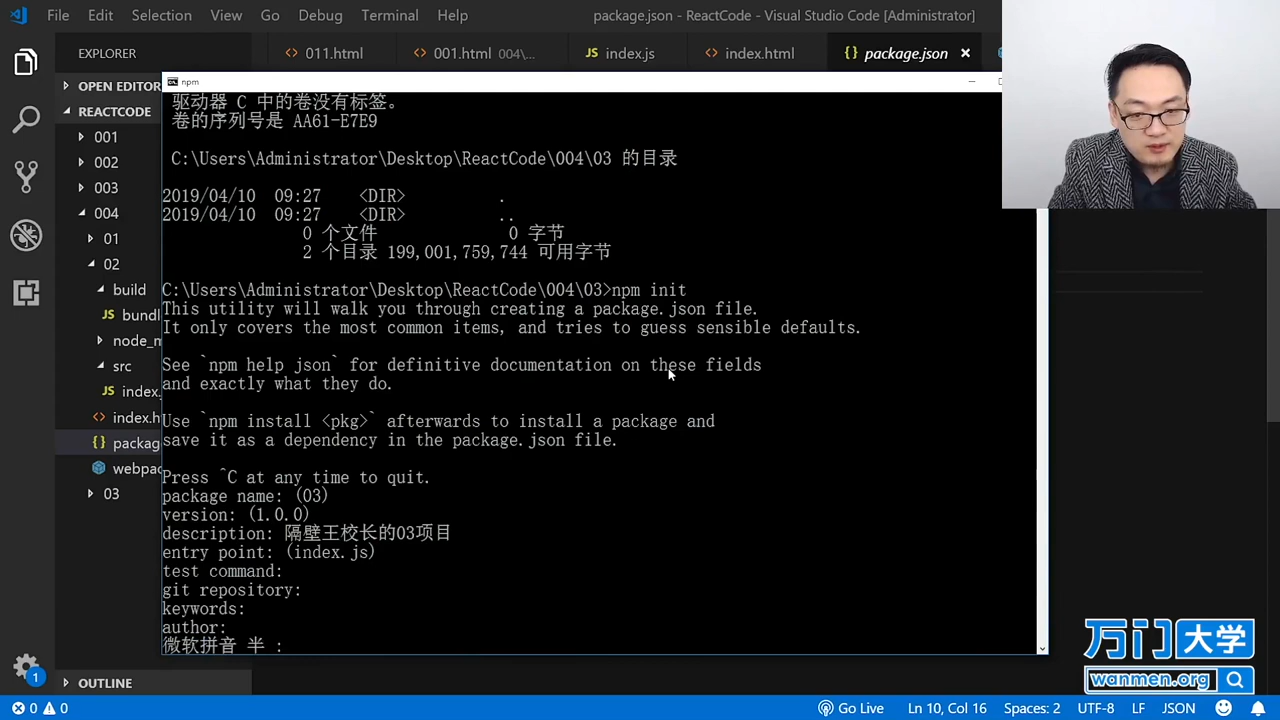 File Edit Selection View Go Debug Terminal Help package.json - ReactCode - Visual Studio Code [Administrator]
EXPLORER
011.html 001.html 004\... index.js index.html package.json
OPEN EDITOR
REACTCODE
001
002
003
004
01
02
build
bundl
node_m
src
index.
index.h
packag
webpac
03
OUTLINE
npm
驱动器 C 中的卷没有标签。
卷的序列号是 AA61-E7E9
C:\Users\Administrator\Desktop\ReactCode\004\03 的目录
2019/04/10 09:27 <DIR> .
2019/04/10 09:27 <DIR> ..
0 个文件 0 字节
2 个目录 199,001,759,744 可用字节
C:\Users\Administrator\Desktop\ReactCode\004\03>npm init
This utility will walk you through creating a package.json file.
It only covers the most common items, and tries to guess sensible defaults.
See `npm help json` for definitive documentation on these fields
and exactly what they do.
Use `npm install <pkg>` afterwards to install a package and
save it as a dependency in the package.json file.
Press ^C at any time to quit.
package name: (03)
version: (1.0.0)
description: 隔壁王校长的03项目
entry point: (index.js)
test command:
git repository:
keywords:
author:
微软拼音 半 :
万门大学
wanmen.org
1
0 0 Go Live Ln 10, Col 16 Spaces: 2 UTF-8 LF JSON